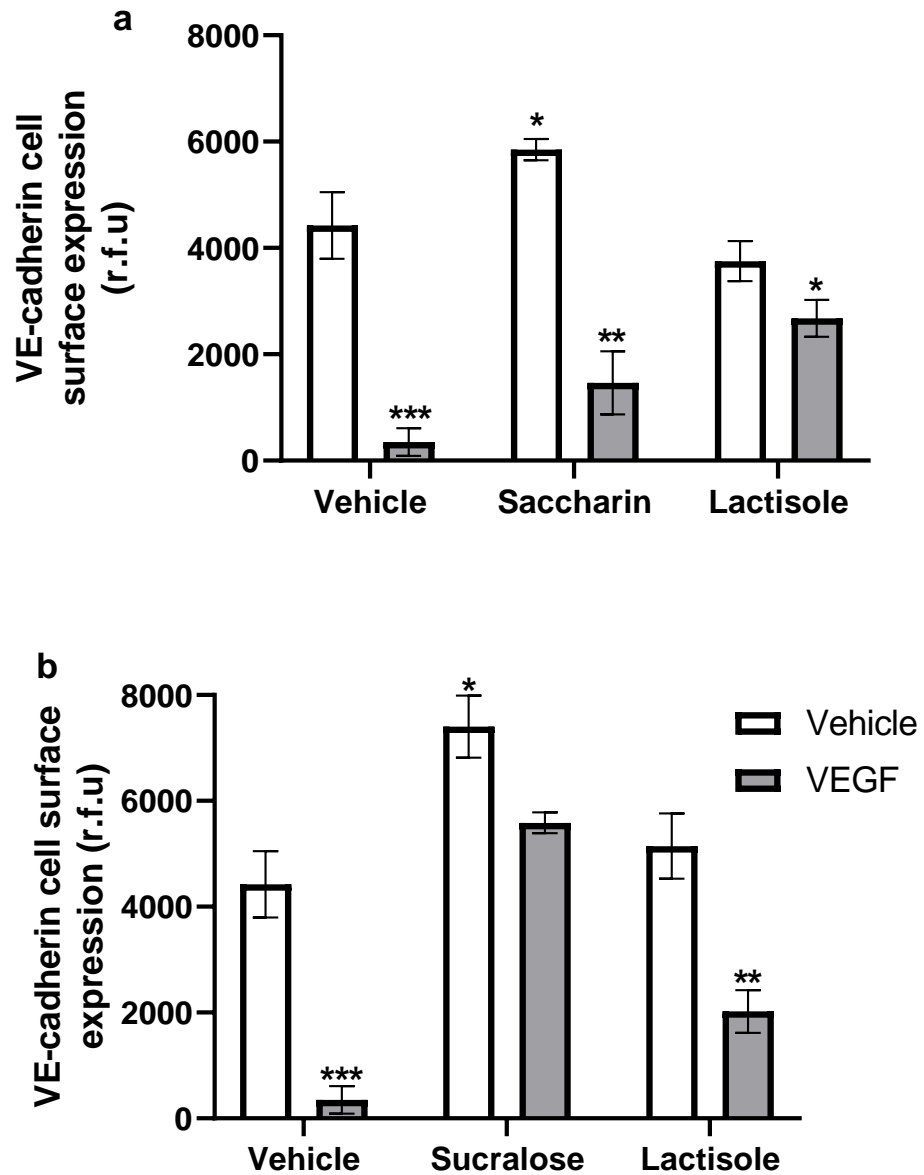 a
VE-cadherin cell
surface expression
(r.f.u)
8000
6000
4000
2000
0
*
***
**
*
Vehicle Saccharin Lactisole
b
VE-cadherin cell surface
expression (r.f.u)
8000
6000
4000
2000
0
*
***
**
Vehicle
VEGF
Vehicle Sucralose Lactisole